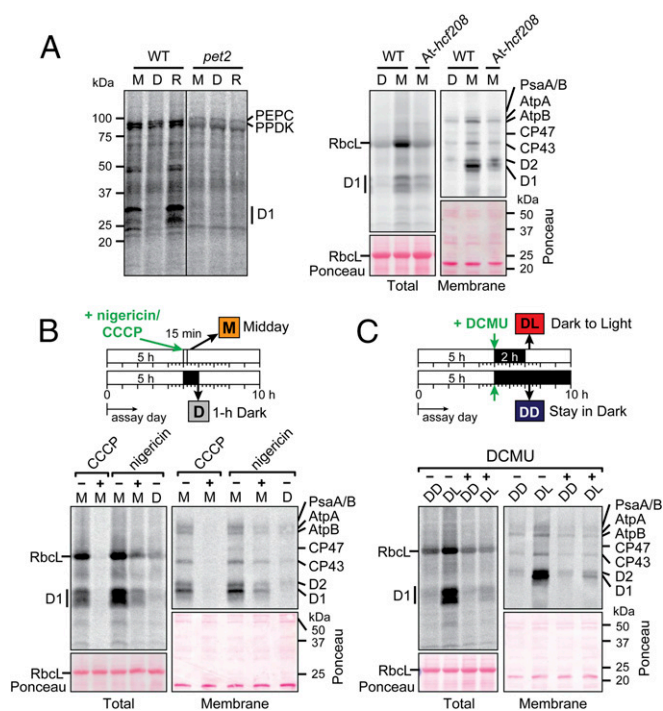 A
WT pet2
kDa M D R M D R
100
75
50
37
25
20
PEPC
PPDK
D1
WT At-hcf208 WT At-hcf208
D M M D M M
RbcL
D1
RbcL
Ponceau
Total Membrane
PsaA/B
AtpA
AtpB
CP47
CP43
D2
D1
kDa
50
37
25
20
Ponceau
B
+ nigericin/
CCCP
15 min
M Midday
5 h
5 h
0 10 h
assay day
D 1-h Dark
CCCP nigericin CCCP nigericin
- + - + - - + - + -
M M M M D M M M M D
RbcL
D1
RbcL
Ponceau
Total Membrane
PsaA/B
AtpA
AtpB
CP47
CP43
D2
D1
kDa
50
37
25
Ponceau
C
+ DCMU
DL Dark to Light
5 h 2 h
5 h
0 10 h
assay day
DD Stay in Dark
DCMU
- - + + - - + +
DD DL DD DL DD DL DD DL
RbcL
D1
RbcL
Ponceau
Total Membrane
PsaA/B
AtpA
AtpB
CP47
CP43
D2
D1
kDa
50
37
25
20
Ponceau